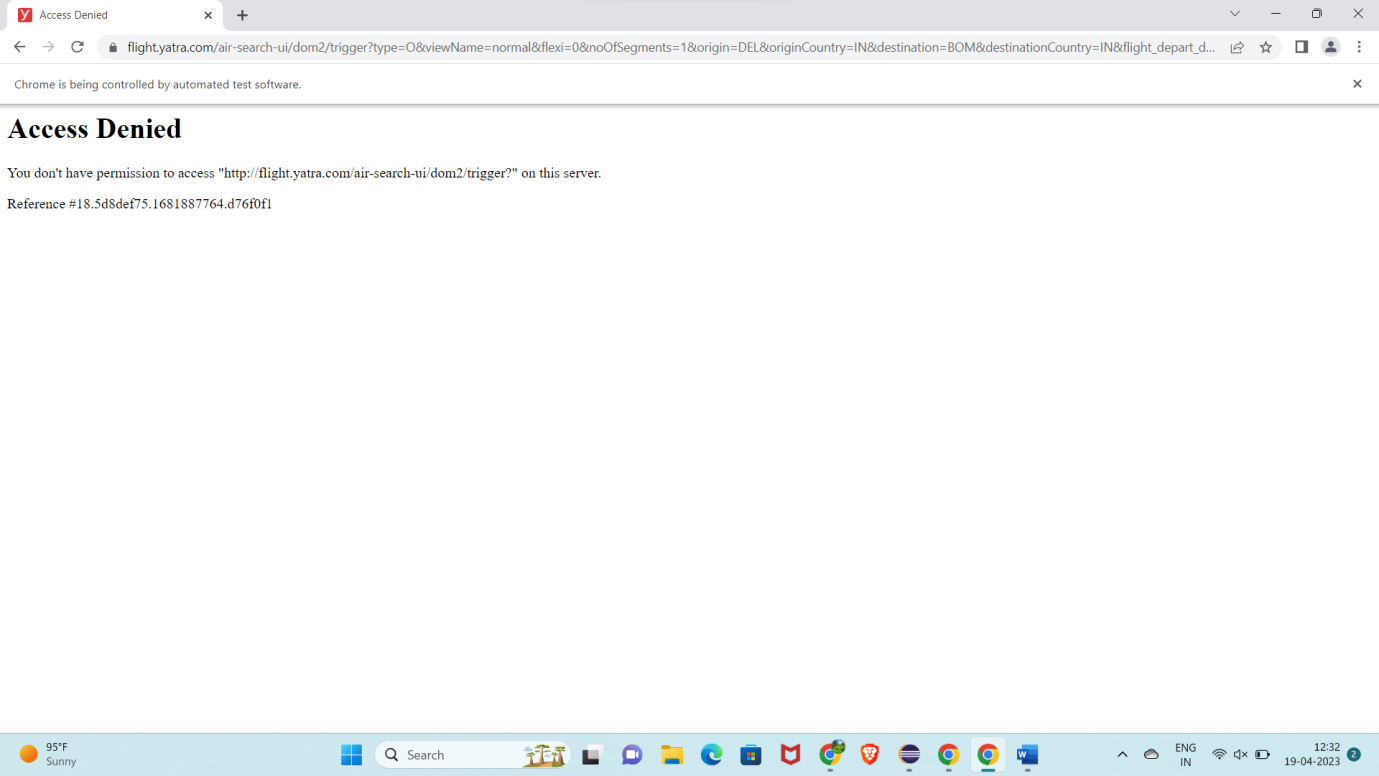 Access Denied
flight.yatra.com/air-search-ui/dom2/trigger?type=O&viewName=normal&flexi=0&noOfSegments=1&origin=DEL&originCountry=IN&destination=BOM&destinationCountry=IN&flight_depart_d...
Chrome is being controlled by automated test software.
Access Denied
You don't have permission to access "http://flight.yatra.com/air-search-ui/dom2/trigger?" on this server.
Reference #18.5d8def75.1681887764.d76f0f1
95°F
Sunny
Search
ENG
IN
12:32
19-04-2023
2